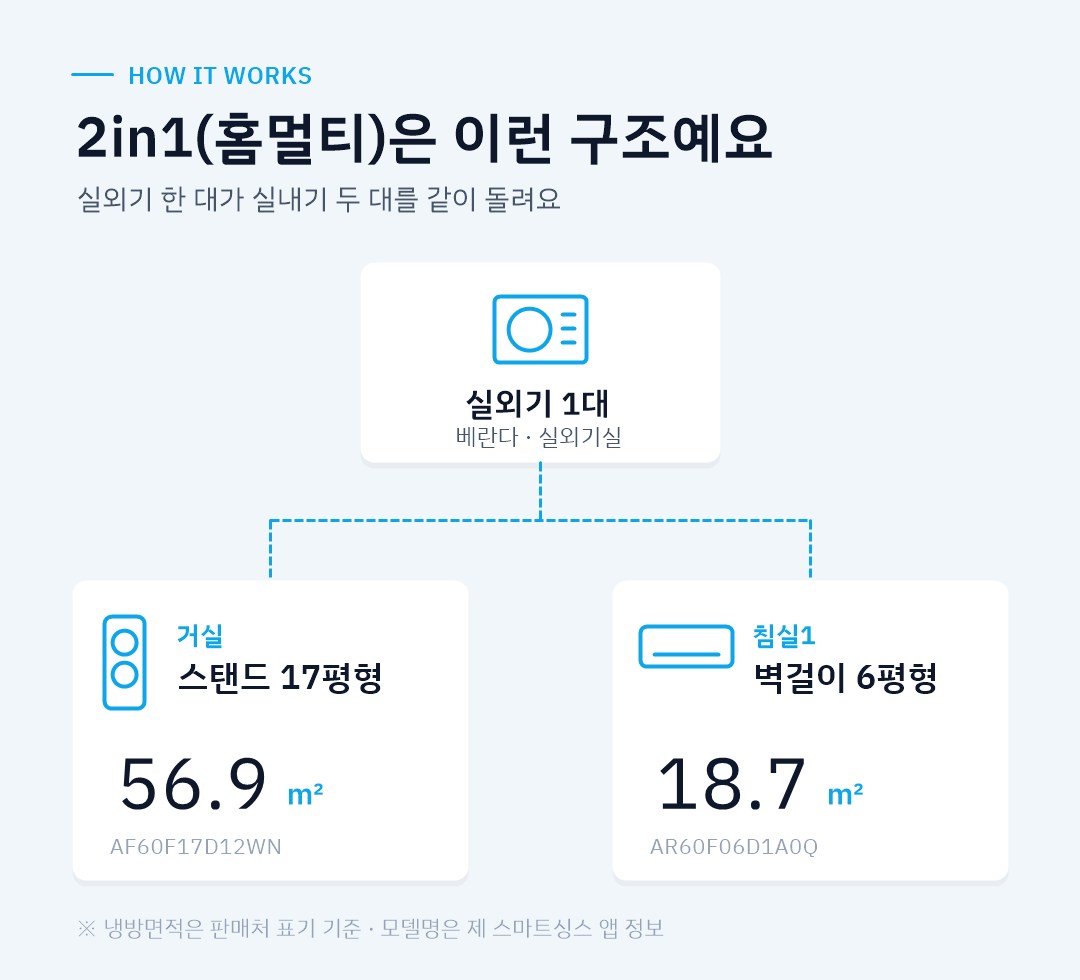 HOW IT WORKS
2in1(홈멀티)은 이런 구조예요
실외기 한 대가 실내기 두 대를 같이 돌려요
실외기 1대
베란다 · 실외기실
거실
스탠드 17평형
56.9 m²
AF60F17D12WN
침실1
벽걸이 6평형
18.7 m²
AR60F06D1A0Q
※ 냉방면적은 판매처 표기 기준 · 모델명은 제 스마트싱스 앱 정보